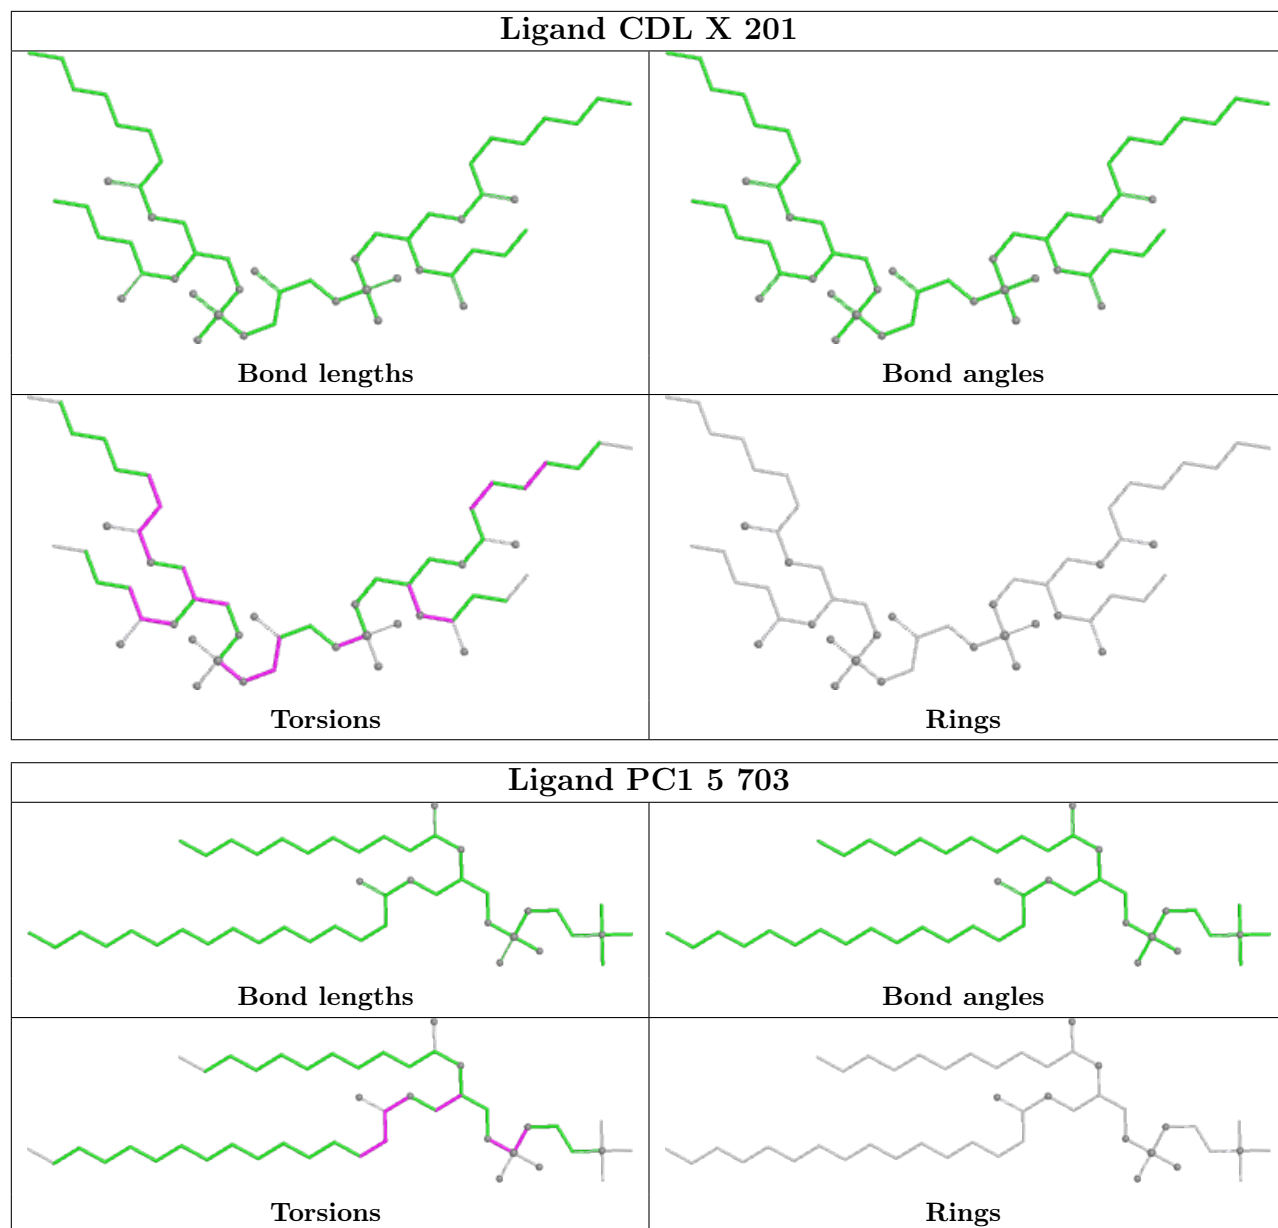 Ligand CDL X 201
Bond lengths
Bond angles
Torsions
Rings
Ligand PC1 5 703
Bond lengths
Bond angles
Torsions
Rings